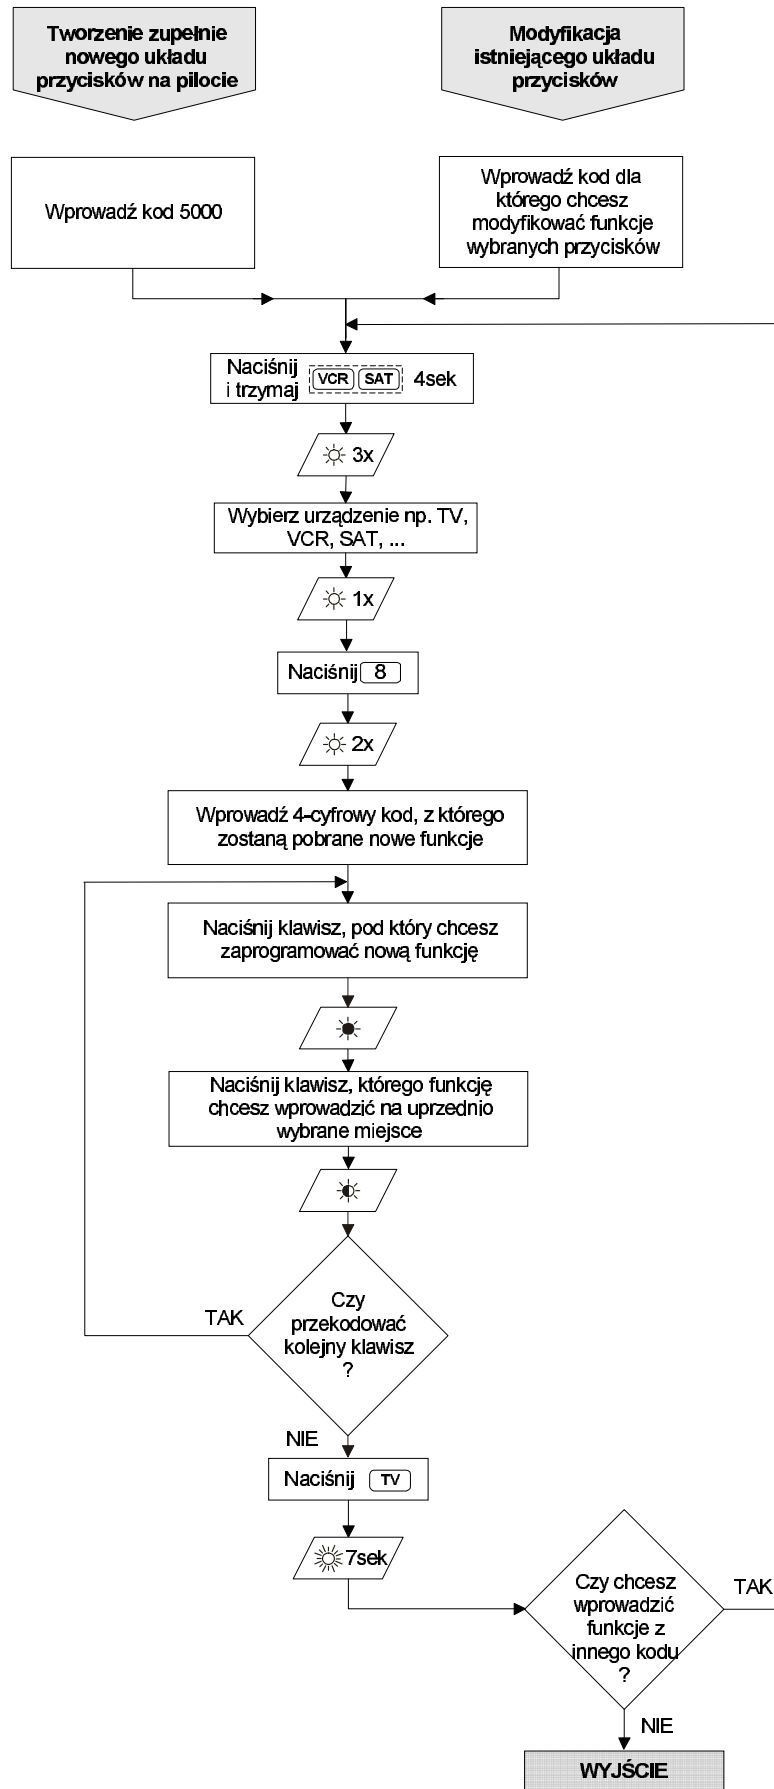 Tworzenie zupełnie
nowego układu
przycisków na pilocie
Modyfikacja
istniejącego układu
przycisków
Wprowadź kod 5000
Wprowadź kod dla
którego chcesz
modyfikować funkcje
wybranych przycisków
Naciśnij
i trzymaj VCR SAT 4sek
3x
Wybierz urządzenie np. TV,
VCR, SAT, ...
1x
Naciśnij 8
2x
Wprowadź 4-cyfrowy kod, z którego
zostaną pobrane nowe funkcje
Naciśnij klawisz, pod który chcesz
zaprogramować nową funkcję
Naciśnij klawisz, którego funkcję
chcesz wprowadzić na uprzednio
wybrane miejsce
TAK
Czy
przekodować
kolejny klawisz
?
NIE
Naciśnij TV
7sek
Czy chcesz
wprowadzić
funkcje z
innego kodu
?
TAK
NIE
WYJŚCIE